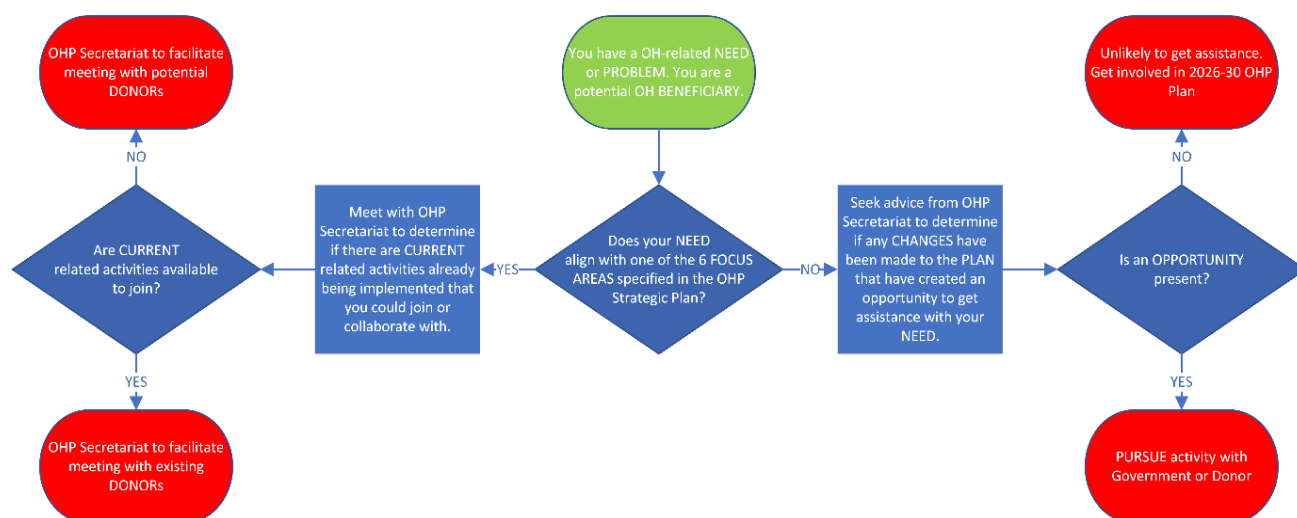 OHP Secretariat to facilitate
meeting with potential
DONORs
You have a OH-related NEED
or PROBLEM. You are a
potential OH BENEFICIARY.
Unlikely to get assistance.
Get involved in 2026-30 OHP
Plan
NO
NO
Are CURRENT
related activities available
to join?
Meet with OHP
Secretariat to determine
if there are CURRENT
related activities already
being implemented that
you could join or
collaborate with.
YES
Does your NEED
align with one of the 6 FOCUS
AREAS specified in the OHP
Strategic Plan?
NO
Seek advice from OHP
Secretariat to determine
if any CHANGES have
been made to the PLAN
that have created an
opportunity to get
assistance with your
NEED.
Is an OPPORTUNITY
present?
YES
YES
OHP Secretariat to facilitate
meeting with existing
DONORs
PURSUE activity with
Government or Donor